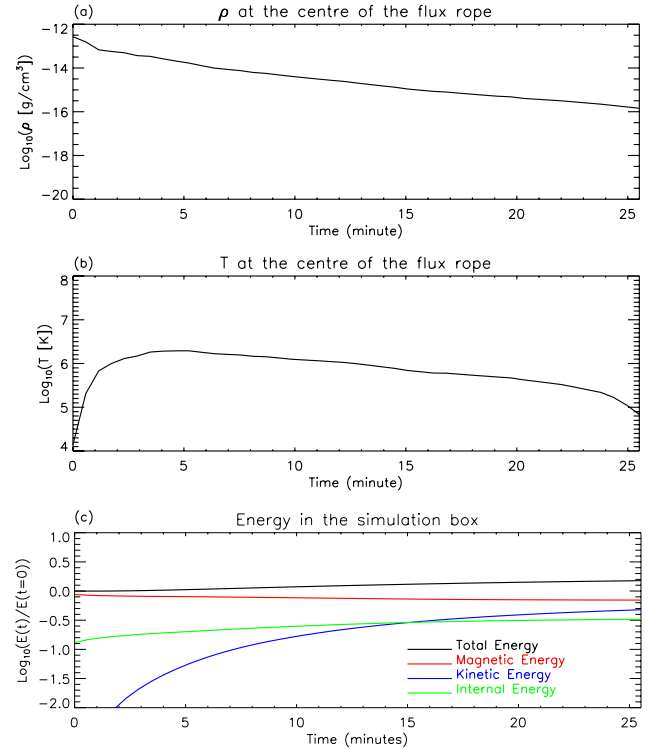 (a)
ρ at the centre of the flux rope
Log₁₀(ρ [g/cm³])
-12
-14
-16
-18
-20
0 5 10 15 20 25
Time (minute)
(b)
T at the centre of the flux rope
Log₁₀(T [K])
8
7
6
5
4
0 5 10 15 20 25
Time (minute)
(c)
Energy in the simulation box
Log₁₀(E(t)/E(t=0))
1.0
0.5
0.0
-0.5
-1.0
-1.5
-2.0
Total Energy
Magnetic Energy
Kinetic Energy
Internal Energy
0 5 10 15 20 25
Time (minutes)